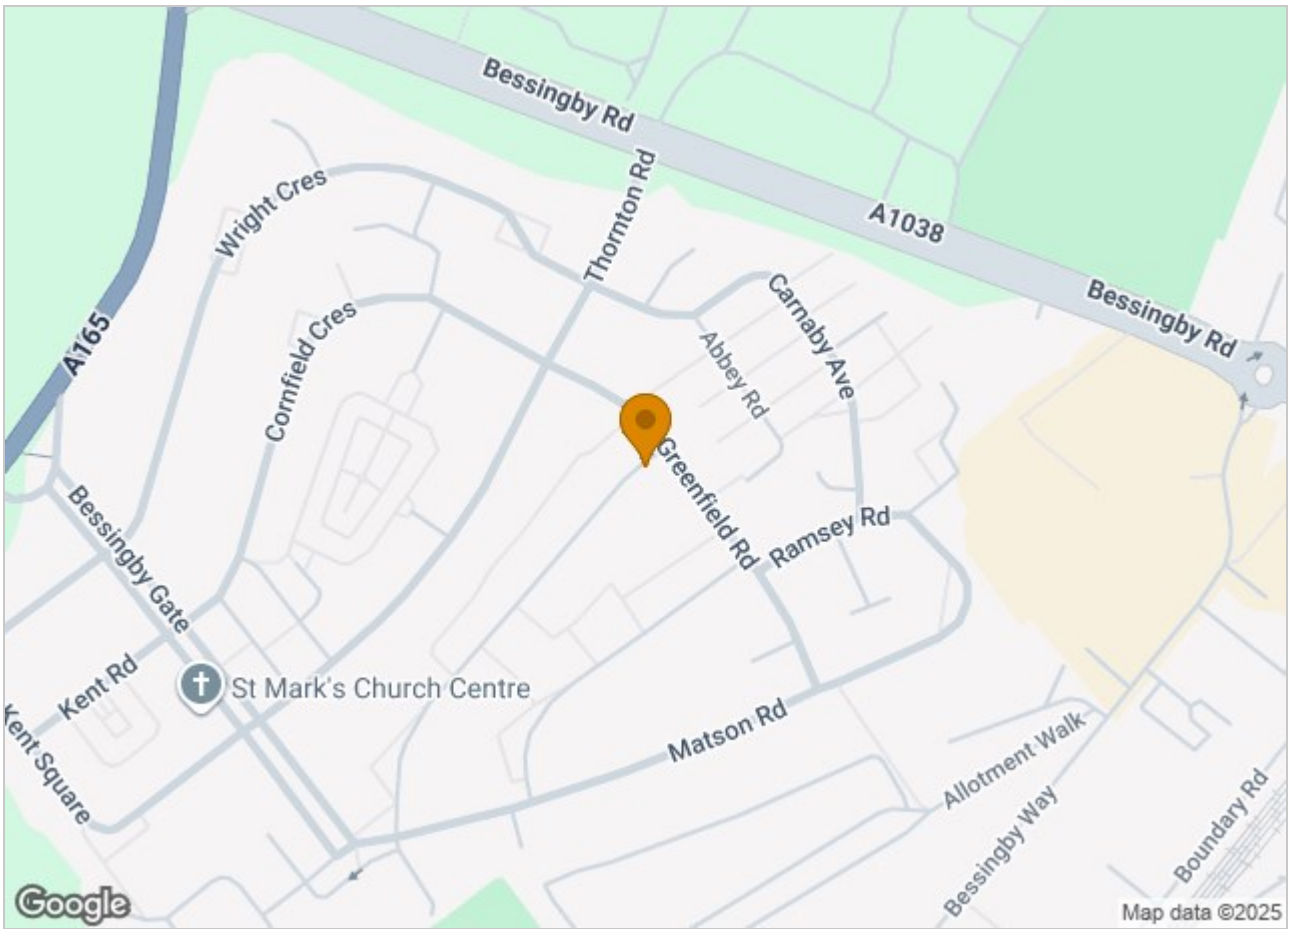 Bessingby Rd
Thornton Rd
Wright Cres
A1038
Bessingby Rd
Carnaby Ave
Abbey Rd
Cornfield Cres
A165
Greenfield Rd
Ramsey Rd
Bessingby Gate
Kent Rd
St Mark's Church Centre
Kent Square
Matson Rd
Allotment Walk
Bessingby Way
Boundary Rd
Google
Map data ©2025